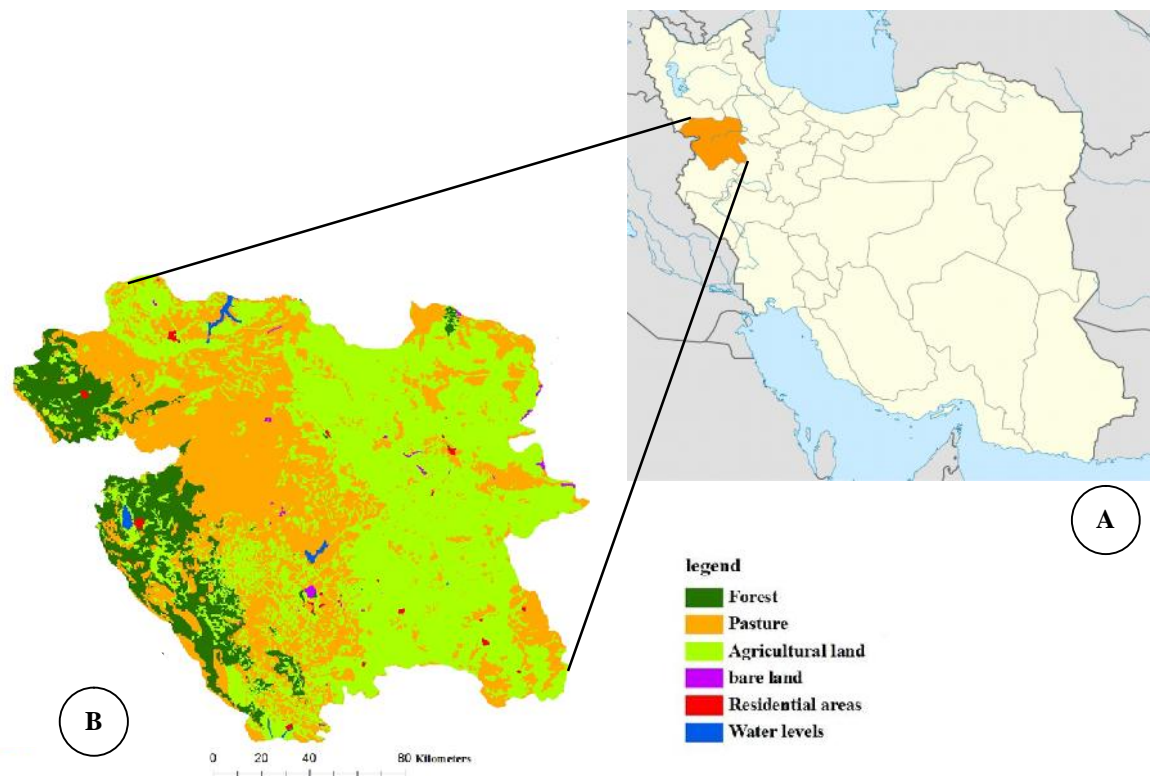 A
legend
Forest
Pasture
Agricultural land
bare land
Residential areas
Water levels
B
0 20 40 80 Kilometers